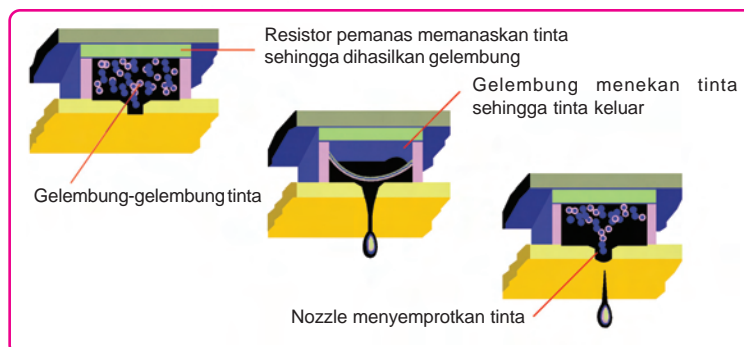 Resistor pemanas memanaskan tinta
sehingga dihasilkan gelembung
Gelembung menekan tinta
sehingga tinta keluar
Gelembung-gelembung tinta
Nozzle menyemprotkan tinta